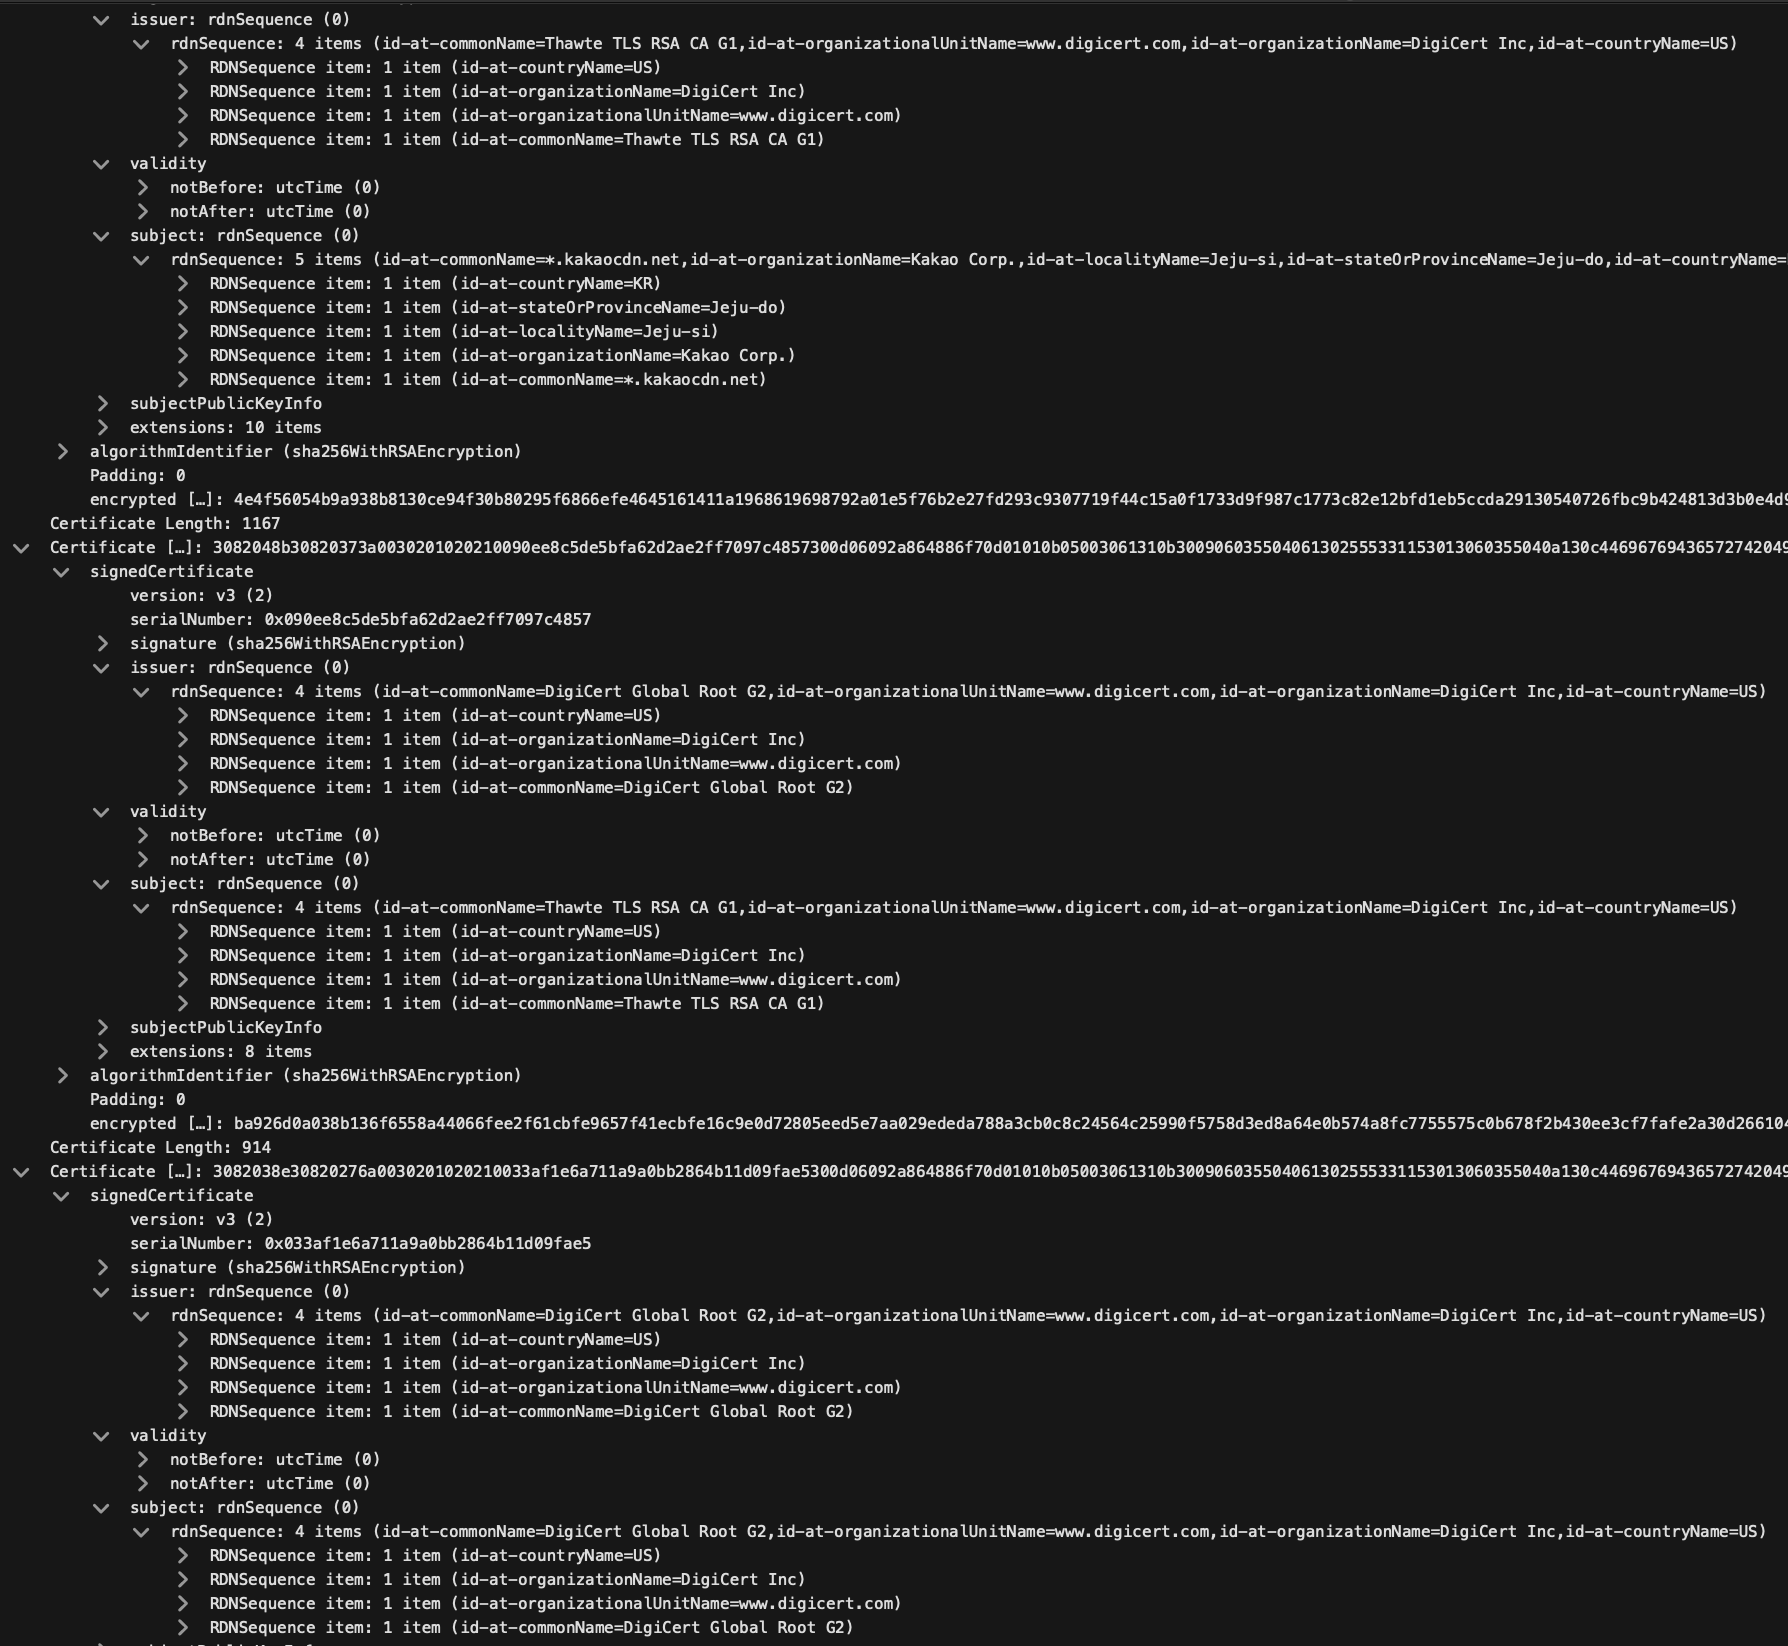 issuer: rdnSequence (0)
rdnSequence: 4 items (id-at-commonName=Thawte TLS RSA CA G1,id-at-organizationalUnitName=www.digicert.com,id-at-organizationName=DigiCert Inc,id-at-countryName=US)
RDNSequence item: 1 item (id-at-countryName=US)
RDNSequence item: 1 item (id-at-organizationName=DigiCert Inc)
RDNSequence item: 1 item (id-at-organizationalUnitName=www.digicert.com)
RDNSequence item: 1 item (id-at-commonName=Thawte TLS RSA CA G1)
validity
notBefore: utcTime (0)
notAfter: utcTime (0)
subject: rdnSequence (0)
rdnSequence: 5 items (id-at-commonName=*.kakaocdn.net,id-at-organizationName=Kakao Corp.,id-at-localityName=Jeju-si,id-at-stateOrProvinceName=Jeju-do,id-at-countryName=
RDNSequence item: 1 item (id-at-countryName=KR)
RDNSequence item: 1 item (id-at-stateOrProvinceName=Jeju-do)
RDNSequence item: 1 item (id-at-localityName=Jeju-si)
RDNSequence item: 1 item (id-at-organizationName=Kakao Corp.)
RDNSequence item: 1 item (id-at-commonName=*.kakaocdn.net)
subjectPublicKeyInfo
extensions: 10 items
algorithmIdentifier (sha256WithRSAEncryption)
Padding: 0
encrypted […]: 4e4f56054b9a938b8130ce94f30b80295f6866efe4645161411a1968619698792a01e5f76b2e27fd293c9307719f44c15a0f1733d9f987c1773c82e12bfd1eb5ccda29130540726fbc9b424813d3b0e4d9
Certificate Length: 1167
Certificate […]: 3082048b30820373a0030201020210090ee8c5de5bfa62d2ae2ff7097c4857300d06092a864886f70d01010b05003061310b300906035504061302555331153013060355040a130c44696769436572742049
signedCertificate
version: v3 (2)
serialNumber: 0x090ee8c5de5bfa62d2ae2ff7097c4857
signature (sha256WithRSAEncryption)
issuer: rdnSequence (0)
rdnSequence: 4 items (id-at-commonName=DigiCert Global Root G2,id-at-organizationalUnitName=www.digicert.com,id-at-organizationName=DigiCert Inc,id-at-countryName=US)
RDNSequence item: 1 item (id-at-countryName=US)
RDNSequence item: 1 item (id-at-organizationName=DigiCert Inc)
RDNSequence item: 1 item (id-at-organizationalUnitName=www.digicert.com)
RDNSequence item: 1 item (id-at-commonName=DigiCert Global Root G2)
validity
notBefore: utcTime (0)
notAfter: utcTime (0)
subject: rdnSequence (0)
rdnSequence: 4 items (id-at-commonName=Thawte TLS RSA CA G1,id-at-organizationalUnitName=www.digicert.com,id-at-organizationName=DigiCert Inc,id-at-countryName=US)
RDNSequence item: 1 item (id-at-countryName=US)
RDNSequence item: 1 item (id-at-organizationName=DigiCert Inc)
RDNSequence item: 1 item (id-at-organizationalUnitName=www.digicert.com)
RDNSequence item: 1 item (id-at-commonName=Thawte TLS RSA CA G1)
subjectPublicKeyInfo
extensions: 8 items
algorithmIdentifier (sha256WithRSAEncryption)
Padding: 0
encrypted […]: ba926d0a038b136f6558a44066fee2f61cbfe9657f41ecbfe16c9e0d72805eed5e7aa029ededa788a3cb0c8c24564c25990f5758d3ed8a64e0b574a8fc7755575c0b678f2b430ee3cf7fafe2a30d266104
Certificate Length: 914
Certificate […]: 3082038e30820276a0030201020210033af1e6a711a9a0bb2864b11d09fae5300d06092a864886f70d01010b05003061310b300906035504061302555331153013060355040a130c44696769436572742049
signedCertificate
version: v3 (2)
serialNumber: 0x033af1e6a711a9a0bb2864b11d09fae5
signature (sha256WithRSAEncryption)
issuer: rdnSequence (0)
rdnSequence: 4 items (id-at-commonName=DigiCert Global Root G2,id-at-organizationalUnitName=www.digicert.com,id-at-organizationName=DigiCert Inc,id-at-countryName=US)
RDNSequence item: 1 item (id-at-countryName=US)
RDNSequence item: 1 item (id-at-organizationName=DigiCert Inc)
RDNSequence item: 1 item (id-at-organizationalUnitName=www.digicert.com)
RDNSequence item: 1 item (id-at-commonName=DigiCert Global Root G2)
validity
notBefore: utcTime (0)
notAfter: utcTime (0)
subject: rdnSequence (0)
rdnSequence: 4 items (id-at-commonName=DigiCert Global Root G2,id-at-organizationalUnitName=www.digicert.com,id-at-organizationName=DigiCert Inc,id-at-countryName=US)
RDNSequence item: 1 item (id-at-countryName=US)
RDNSequence item: 1 item (id-at-organizationName=DigiCert Inc)
RDNSequence item: 1 item (id-at-organizationalUnitName=www.digicert.com)
RDNSequence item: 1 item (id-at-commonName=DigiCert Global Root G2)